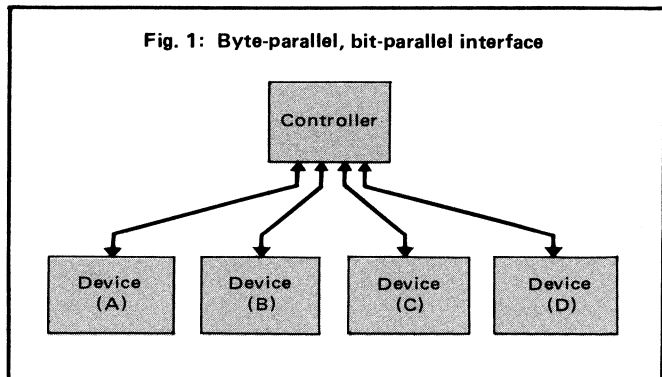 Fig. 1: Byte-parallel, bit-parallel interface
Controller
Device
(A)
Device
(B)
Device
(C)
Device
(D)